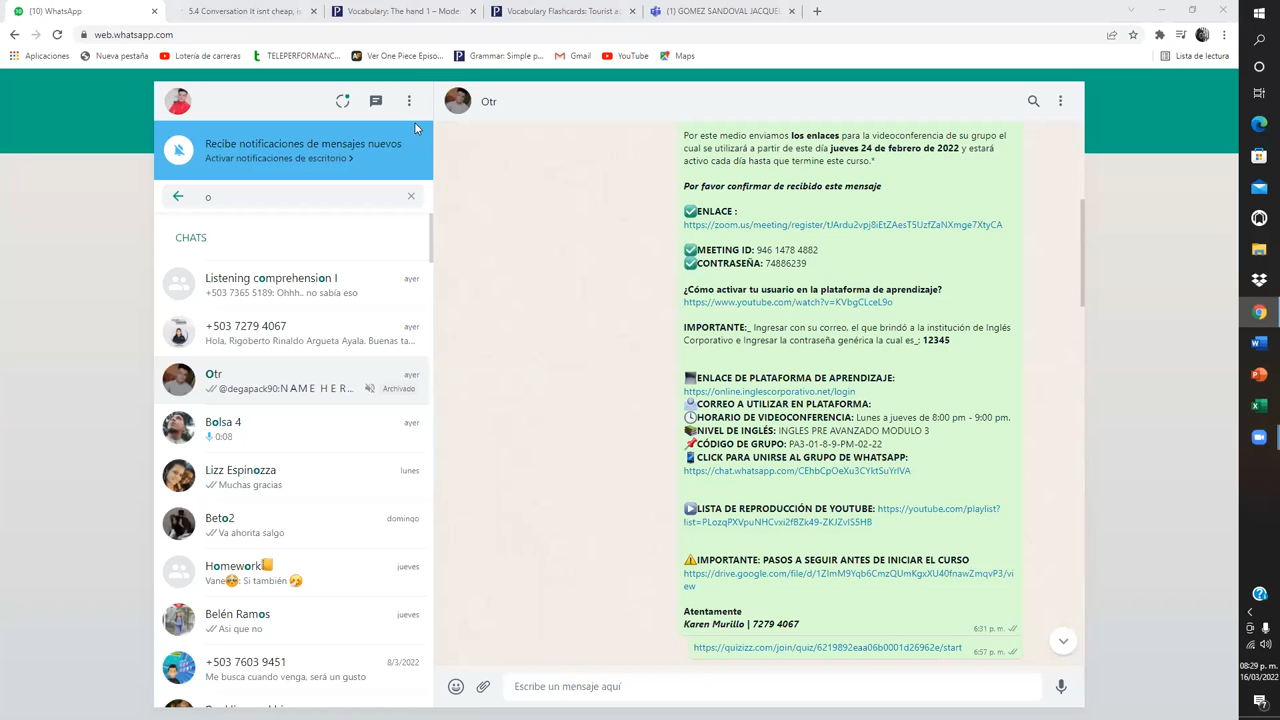 (10) WhatsApp
5.4 Conversation It isnt cheap, is
Vocabulary: The hand 1 – Mode
Vocabulary Flashcards: Tourist a
(1) GOMEZ SANDOVAL JACQUEL
web.whatsapp.com
Aplicaciones
Nueva pestaña
Lotería de carreras
TELEPERFORMANC...
Ver One Piece Episo...
Grammar: Simple p...
Gmail
YouTube
Maps
Lista de lectura
Otr
Recibe notificaciones de mensajes nuevos
Activar notificaciones de escritorio >
o
CHATS
Listening comprehension I
ayer
+503 7365 5189: Ohhh.. no sabía eso
+503 7279 4067
ayer
Hola, Rigoberto Rinaldo Argueta Ayala. Buenas ta...
Otr
ayer
@degapack90: N A M E H E R...
Archivado
Bolsa 4
ayer
0:08
Lizz Espinozza
lunes
Muchas gracias
Beto2
domingo
Va ahorita salgo
Homework
jueves
Vane: Si también
Belén Ramos
jueves
Asi que no
+503 7603 9451
8/3/2022
Me busca cuando venga, será un gusto
Por este medio enviamos los enlaces para la videoconferencia de su grupo el
cual se utilizará a partir de este día jueves 24 de febrero de 2022 y estará
activo cada día hasta que termine este curso.*
Por favor confirmar de recibido este mensaje
ENLACE :
https://zoom.us/meeting/register/tJArdu2vpj8iEtZAesT5UzfZaNXmge7XtyCA
MEETING ID: 946 1478 4882
CONTRASEÑA: 74886239
¿Cómo activar tu usuario en la plataforma de aprendizaje?
https://www.youtube.com/watch?v=KVbgCLceL9o
IMPORTANTE:_ Ingresar con su correo, el que brindó a la institución de Inglés
Corporativo e Ingresar la contraseña genérica la cual es_: 12345
ENLACE DE PLATAFORMA DE APRENDIZAJE:
https://online.inglescorporativo.net/login
CORREO A UTILIZAR EN PLATAFORMA:
HORARIO DE VIDEOCONFERENCIA: Lunes a jueves de 8:00 pm - 9:00 pm.
NIVEL DE INGLÉS: INGLES PRE AVANZADO MODULO 3
CÓDIGO DE GRUPO: PA3-01-8-9-PM-02-22
CLICK PARA UNIRSE AL GRUPO DE WHATSAPP:
https://chat.whatsapp.com/CEhbCpOeXu3CYktSuYrIVA
LISTA DE REPRODUCCIÓN DE YOUTUBE: https://youtube.com/playlist?
list=PLozqPXVpuNHCvxi2fBZk49-ZKJZvIS5HB
IMPORTANTE: PASOS A SEGUIR ANTES DE INICIAR EL CURSO
https://drive.google.com/file/d/1ZImM9Yqb6CmzQUmKgxXU40fnawZmqvP3/vi
ew
Atentamente
Karen Murillo | 7279 4067
6:31 p. m.
https://quizizz.com/join/quiz/6219892eaa06b0001d26962e/start
6:57 p. m.
Escribe un mensaje aquí
08:29 p. m.
16/03/2022